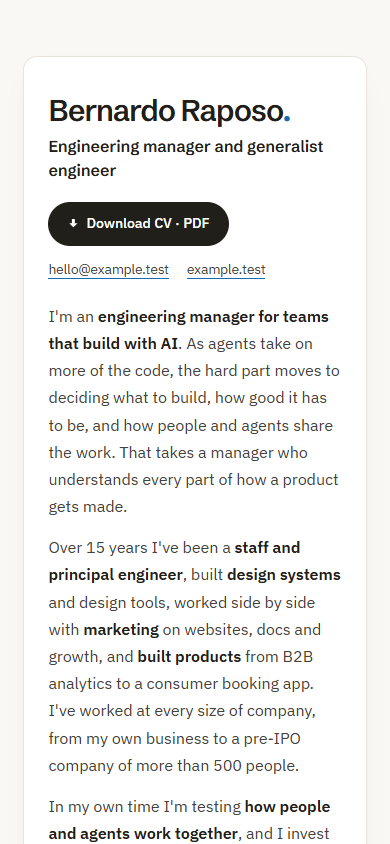 Bernardo Raposo.
Engineering manager and generalist
engineer
Download CV · PDF
hello@example.test example.test
I'm an engineering manager for teams
that build with AI. As agents take on
more of the code, the hard part moves to
deciding what to build, how good it has
to be, and how people and agents share
the work. That takes a manager who
understands every part of how a product
gets made.
Over 15 years I've been a staff and
principal engineer, built design systems
and design tools, worked side by side
with marketing on websites, docs and
growth, and built products from B2B
analytics to a consumer booking app.
I've worked at every size of company,
from my own business to a pre-IPO
company of more than 500 people.
In my own time I'm testing how people
and agents work together, and I invest